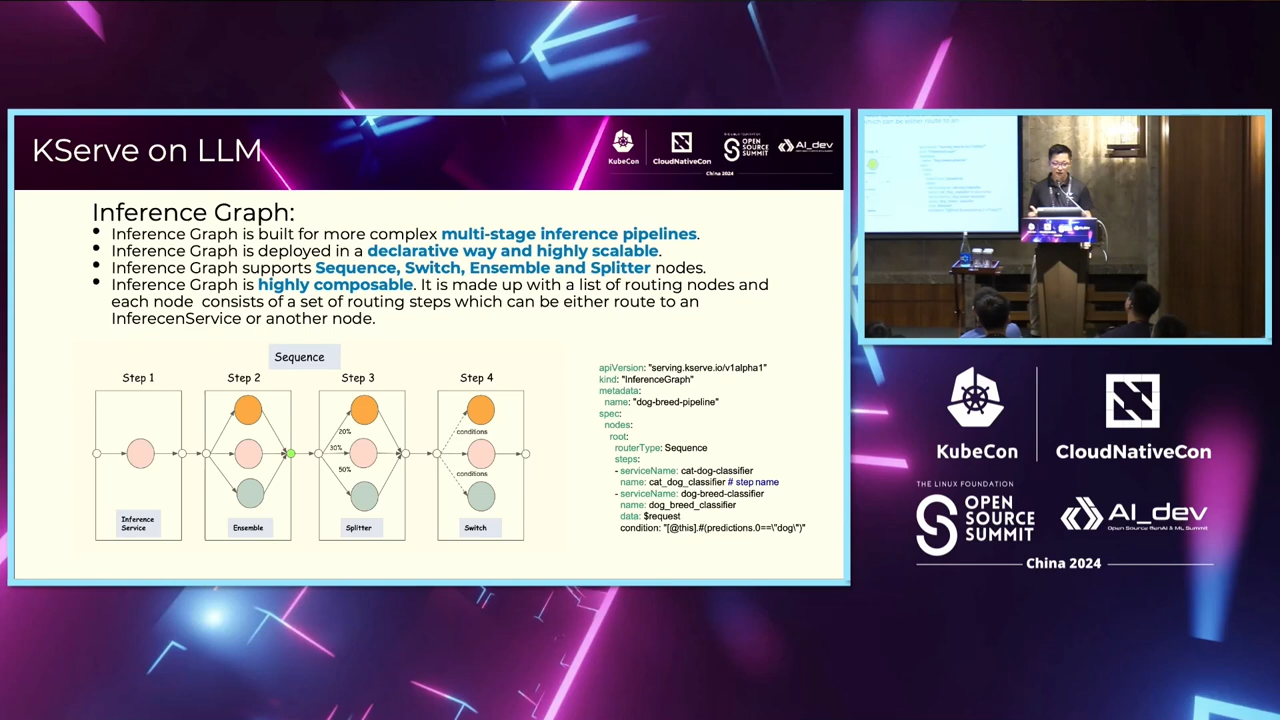 KServe on LLM
KubeCon
CloudNativeCon
OPEN
SOURCE
SUMMIT
AI_dev
China 2024
Inference Graph:
• Inference Graph is built for more complex multi-stage inference pipelines.
• Inference Graph is deployed in a declarative way and highly scalable.
• Inference Graph supports Sequence, Switch, Ensemble and Splitter nodes.
• Inference Graph is highly composable. It is made up with a list of routing nodes and
each node consists of a set of routing steps which can be either route to an
InferecenService or another node.
Sequence
Step 1
Step 2
Step 3
Step 4
20%
30%
50%
conditions
conditions
Inference
Service
Ensemble
Splitter
Switch
apiVersion: "serving.kserve.io/v1alpha1"
kind: "InferenceGraph"
metadata:
name: "dog-breed-pipeline"
spec:
nodes:
root:
routerType: Sequence
steps:
- serviceName: cat-dog-classifier
name: cat_dog_classifier # step name
- serviceName: dog-breed-classifier
name: dog_breed_classifier
data: $request
condition: "[@this].#(predictions.0==\"dog\")"
which can be either route to an
KubeCon
CloudNativeCon
THE LINUX FOUNDATION
OPEN
SOURCE
SUMMIT
AI_dev
Open Source GenAI & ML Summit
China 2024